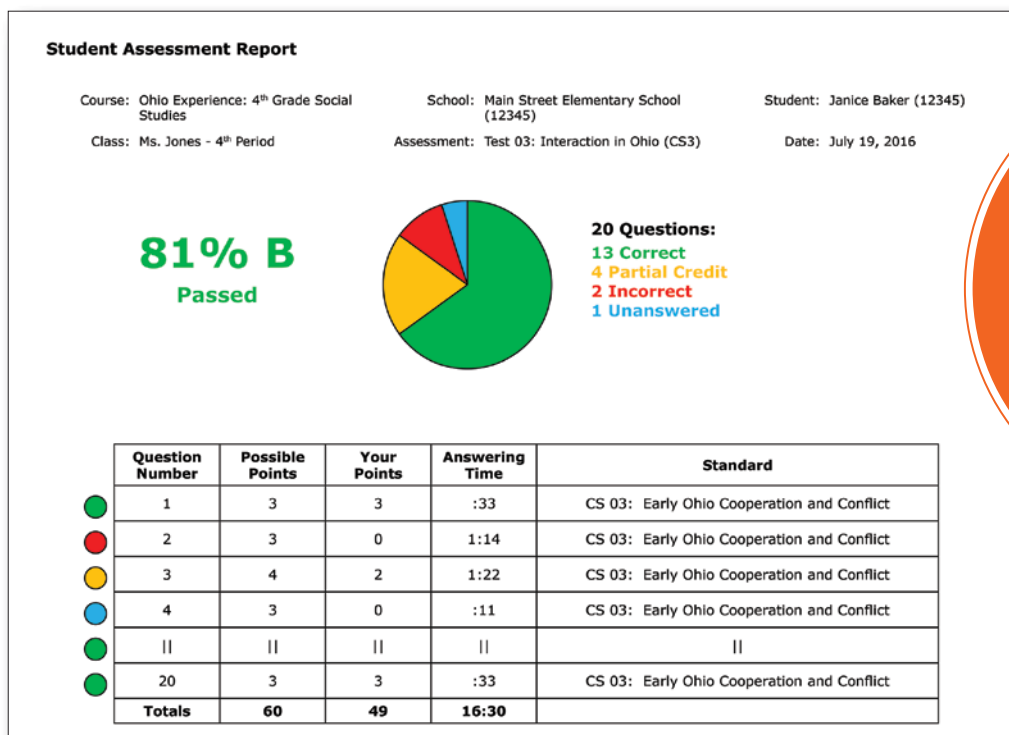 Student Assessment Report
Course: Ohio Experience: 4th Grade Social Studies
School: Main Street Elementary School (12345)
Student: Janice Baker (12345)
Class: Ms. Jones - 4th Period
Assessment: Test 03: Interaction in Ohio (CS3)
Date: July 19, 2016
81% B
Passed
20 Questions:
13 Correct
4 Partial Credit
2 Incorrect
1 Unanswered
Question Number Possible Points Your Points Answering Time Standard
1 3 3 :33 CS 03: Early Ohio Cooperation and Conflict
2 3 0 1:14 CS 03: Early Ohio Cooperation and Conflict
3 4 2 1:22 CS 03: Early Ohio Cooperation and Conflict
4 3 0 :11 CS 03: Early Ohio Cooperation and Conflict
|| || || || ||
20 3 3 :33 CS 03: Early Ohio Cooperation and Conflict
Totals 60 49 16:30